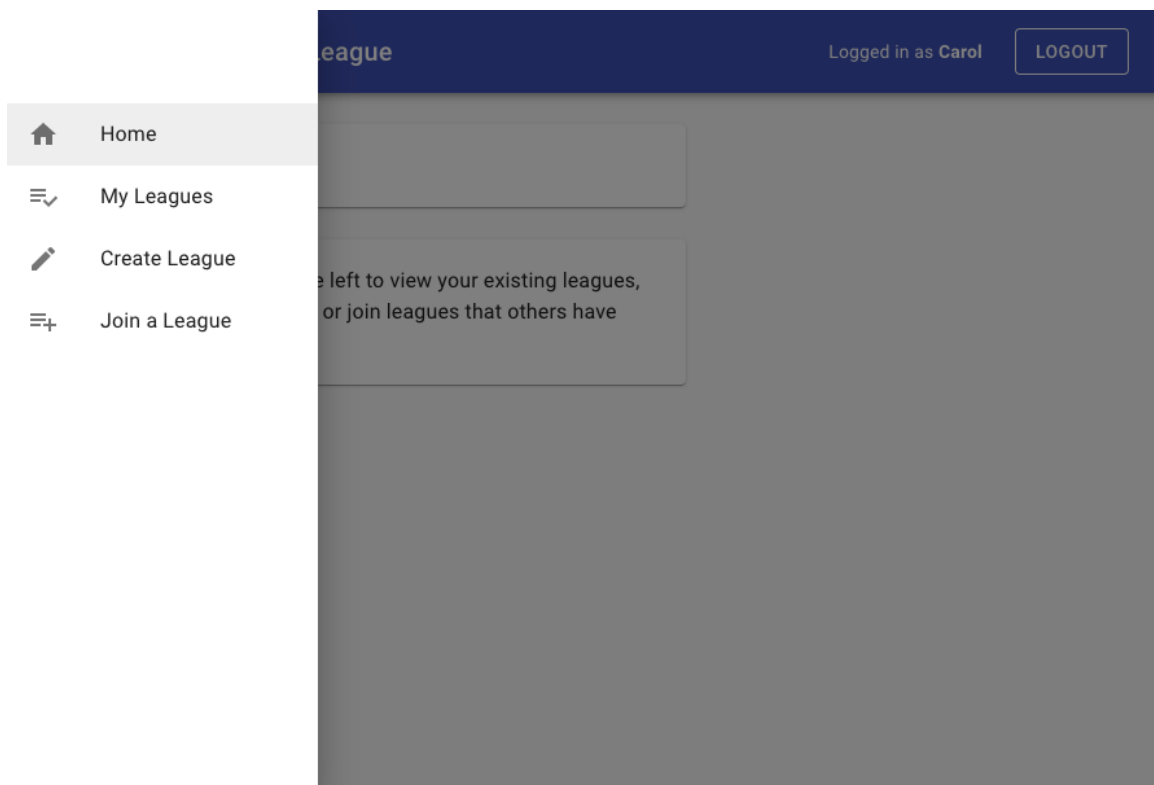 League
Logged in as Carol
LOGOUT
Home
My Leagues
Create League
Join a League
left to view your existing leagues,
or join leagues that others have